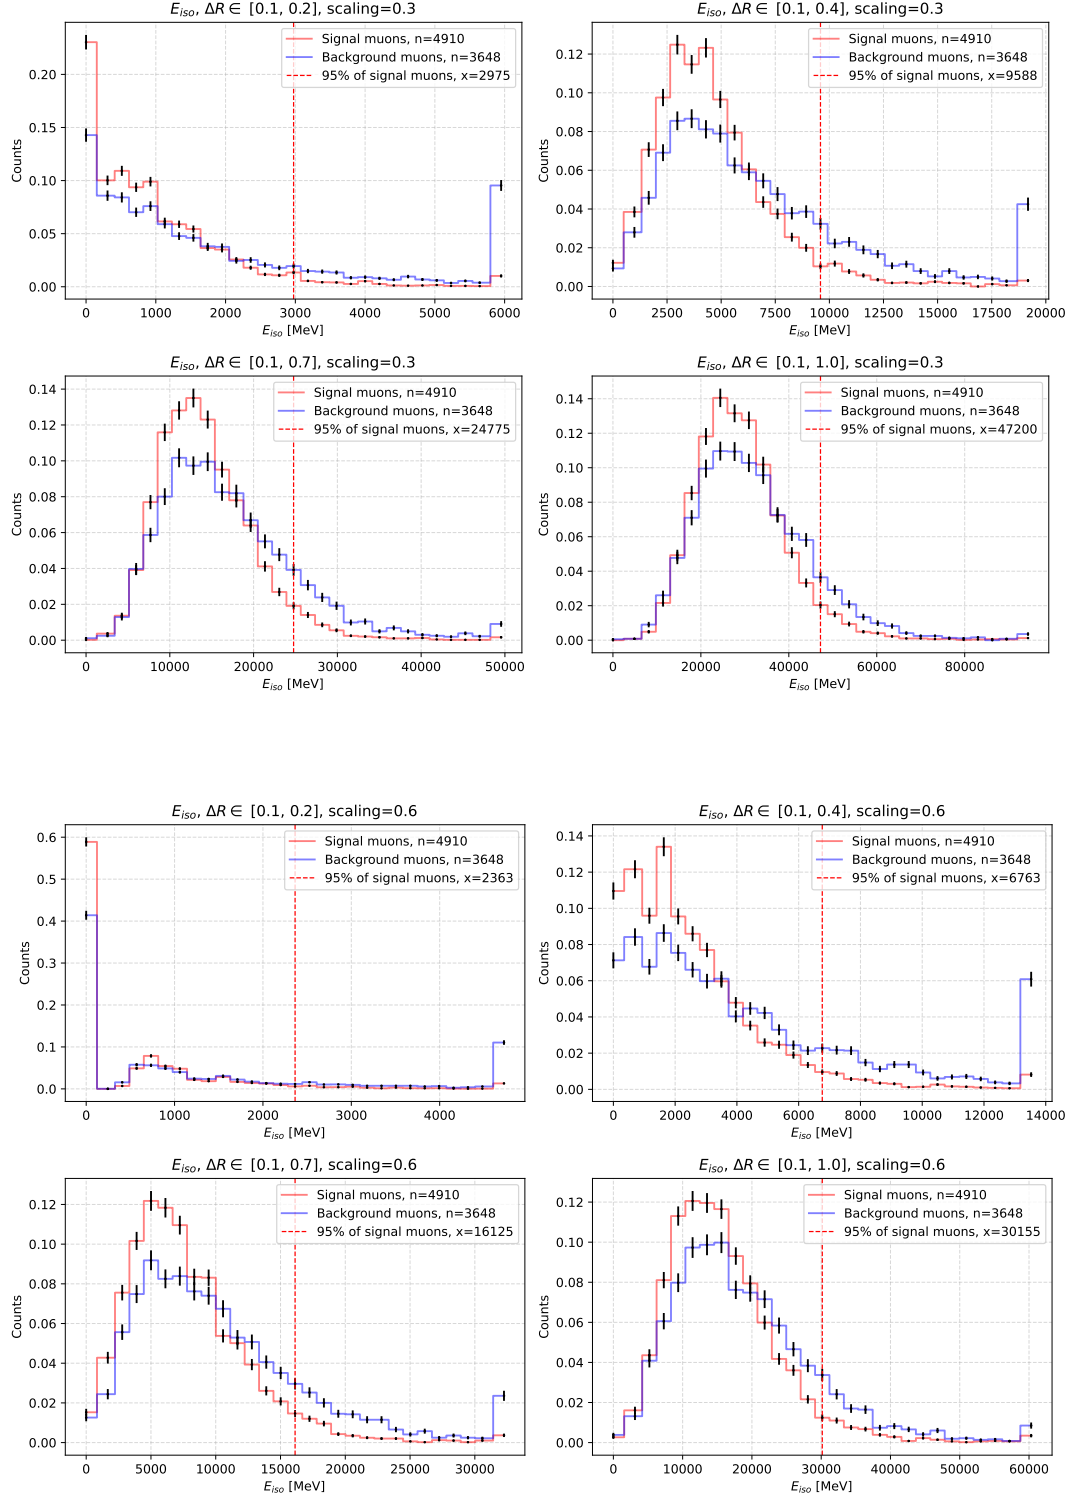 E_iso, ΔR ∈ [0.1, 0.2], scaling=0.3
Counts
0.20
0.15
0.10
0.05
0.00
Signal muons, n=4910
Background muons, n=3648
95% of signal muons, x=2975
0 1000 2000 3000 4000 5000 6000
E_iso [MeV]
E_iso, ΔR ∈ [0.1, 0.4], scaling=0.3
Counts
0.12
0.10
0.08
0.06
0.04
0.02
0.00
Signal muons, n=4910
Background muons, n=3648
95% of signal muons, x=9588
0 2500 5000 7500 10000 12500 15000 17500 20000
E_iso [MeV]
E_iso, ΔR ∈ [0.1, 0.7], scaling=0.3
Counts
0.14
0.12
0.10
0.08
0.06
0.04
0.02
0.00
Signal muons, n=4910
Background muons, n=3648
95% of signal muons, x=24775
0 10000 20000 30000 40000 50000
E_iso [MeV]
E_iso, ΔR ∈ [0.1, 1.0], scaling=0.3
Counts
0.14
0.12
0.10
0.08
0.06
0.04
0.02
0.00
Signal muons, n=4910
Background muons, n=3648
95% of signal muons, x=47200
0 20000 40000 60000 80000
E_iso [MeV]
E_iso, ΔR ∈ [0.1, 0.2], scaling=0.6
Counts
0.6
0.5
0.4
0.3
0.2
0.1
0.0
Signal muons, n=4910
Background muons, n=3648
95% of signal muons, x=2363
0 1000 2000 3000 4000
E_iso [MeV]
E_iso, ΔR ∈ [0.1, 0.4], scaling=0.6
Counts
0.14
0.12
0.10
0.08
0.06
0.04
0.02
0.00
Signal muons, n=4910
Background muons, n=3648
95% of signal muons, x=6763
0 2000 4000 6000 8000 10000 12000 14000
E_iso [MeV]
E_iso, ΔR ∈ [0.1, 0.7], scaling=0.6
Counts
0.12
0.10
0.08
0.06
0.04
0.02
0.00
Signal muons, n=4910
Background muons, n=3648
95% of signal muons, x=16125
0 5000 10000 15000 20000 25000 30000
E_iso [MeV]
E_iso, ΔR ∈ [0.1, 1.0], scaling=0.6
Counts
0.12
0.10
0.08
0.06
0.04
0.02
0.00
Signal muons, n=4910
Background muons, n=3648
95% of signal muons, x=30155
0 10000 20000 30000 40000 50000 60000
E_iso [MeV]